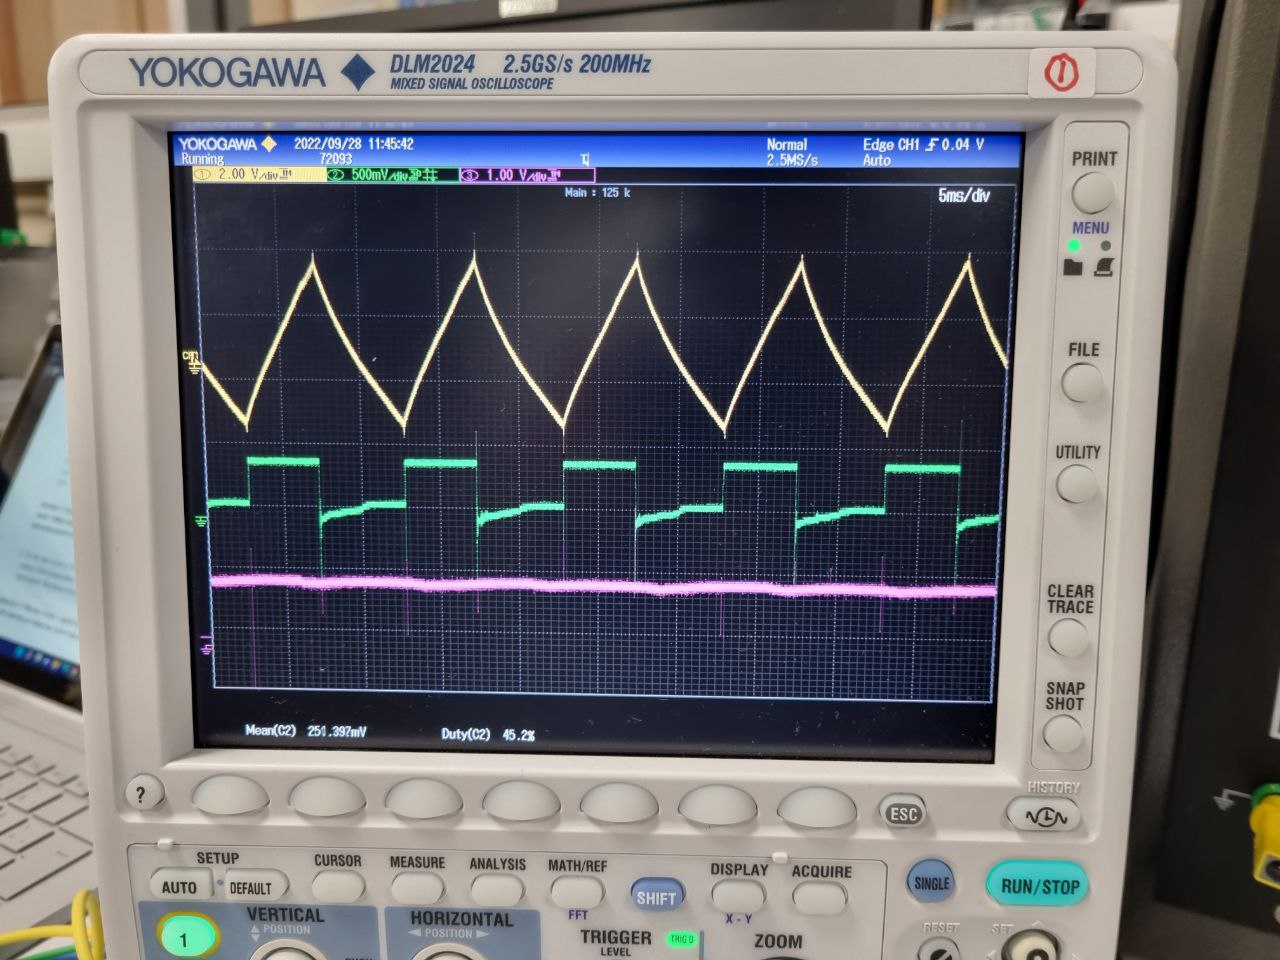 YOKOGAWA DLM2024 2.5GS/s 200MHz
MIXED SIGNAL OSCILLOSCOPE
1
YOKOGAWA 2022/09/28 11:45:42 Normal Edge CH1 0.04 V
Running 72093 2.5MS/s Auto
1 2.00 V/div 2 500mV/div 3 1.00 V/div
Main : 125 k 5ms/div
Mean(C2) 251.397mV Duty(C2) 45.2%
PRINT
MENU
FILE
UTILITY
CLEAR
TRACE
SNAP
SHOT
HISTORY
? ESC
SETUP
AUTO DEFAULT
CURSOR MEASURE ANALYSIS MATH/REF
FFT
SHIFT
DISPLAY ACQUIRE
X - Y
SINGLE RUN/STOP
1
VERTICAL
POSITION
HORIZONTAL
POSITION
TRIGGER TRIG'D
LEVEL
ZOOM
RESET SET